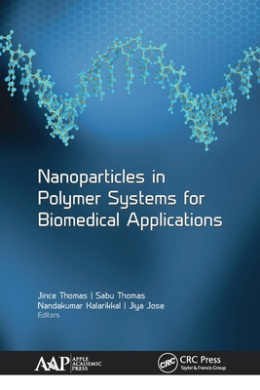 Nanoparticles in
Polymer Systems for
Biomedical Applications
Jince Thomas | Sabu Thomas
Nandakumar Kalarikkal | Jiya Jose
Editors
AAP APPLE
ACADEMIC
PRESS
CRC
CRC Press
Taylor & Francis Group